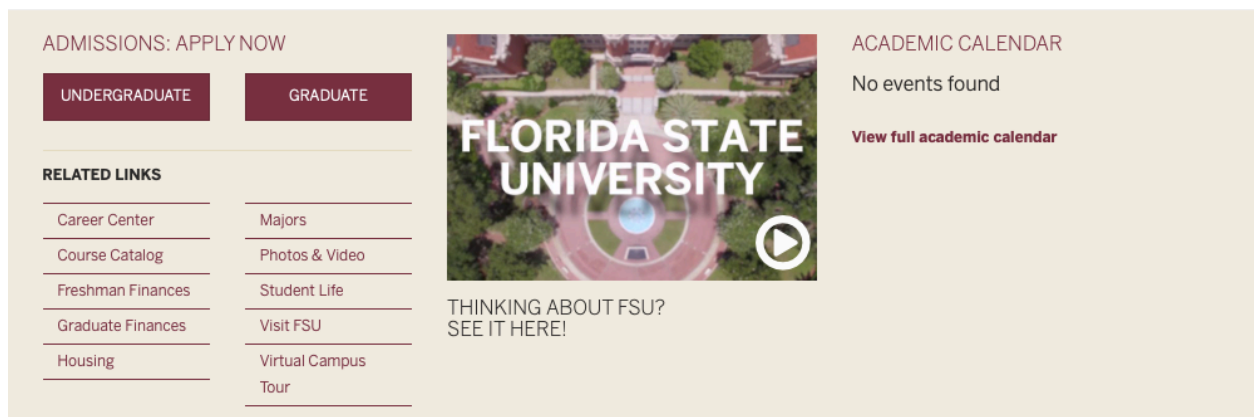 ADMISSIONS: APPLY NOW
UNDERGRADUATE
GRADUATE
RELATED LINKS
Career Center
Course Catalog
Freshman Finances
Graduate Finances
Housing
Majors
Photos & Video
Student Life
Visit FSU
Virtual Campus
Tour
FLORIDA STATE
UNIVERSITY
THINKING ABOUT FSU?
SEE IT HERE!
ACADEMIC CALENDAR
No events found
View full academic calendar